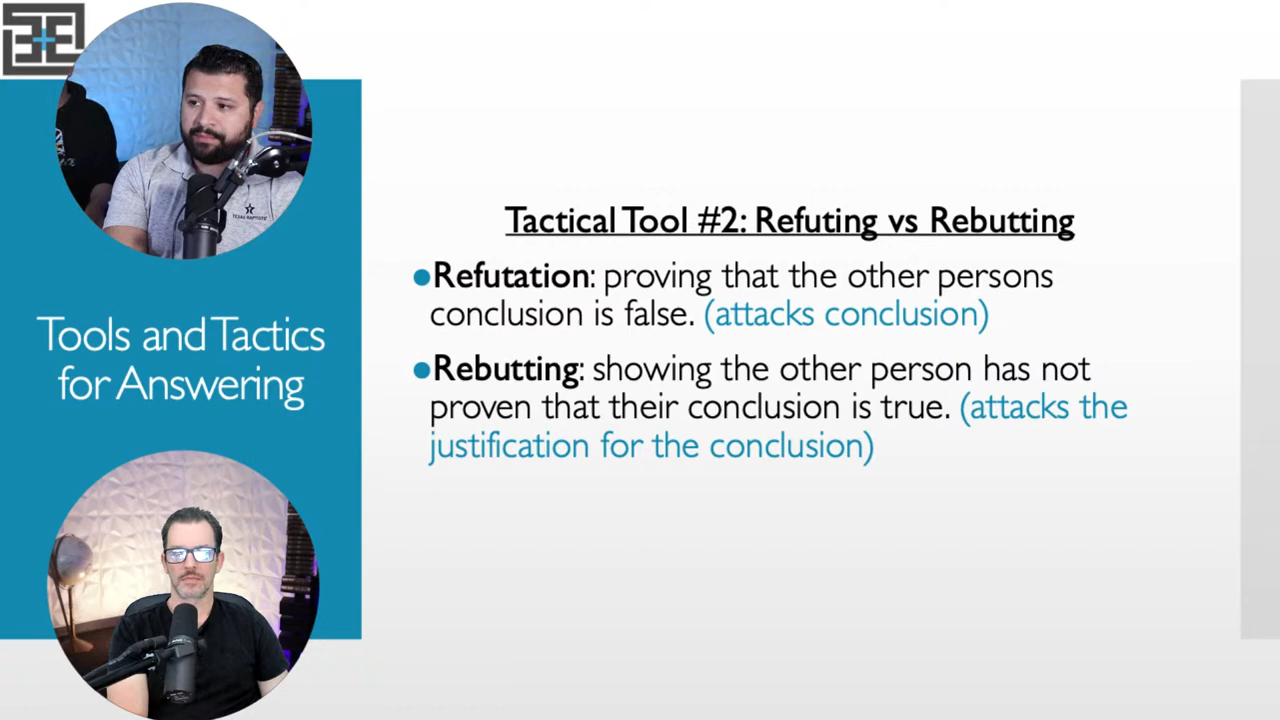 Tools and Tactics
for Answering
Tactical Tool #2: Refuting vs Rebutting
●Refutation: proving that the other persons
conclusion is false. (attacks conclusion)
●Rebutting: showing the other person has not
proven that their conclusion is true. (attacks the
justification for the conclusion)
TEXAS BAPTISTS